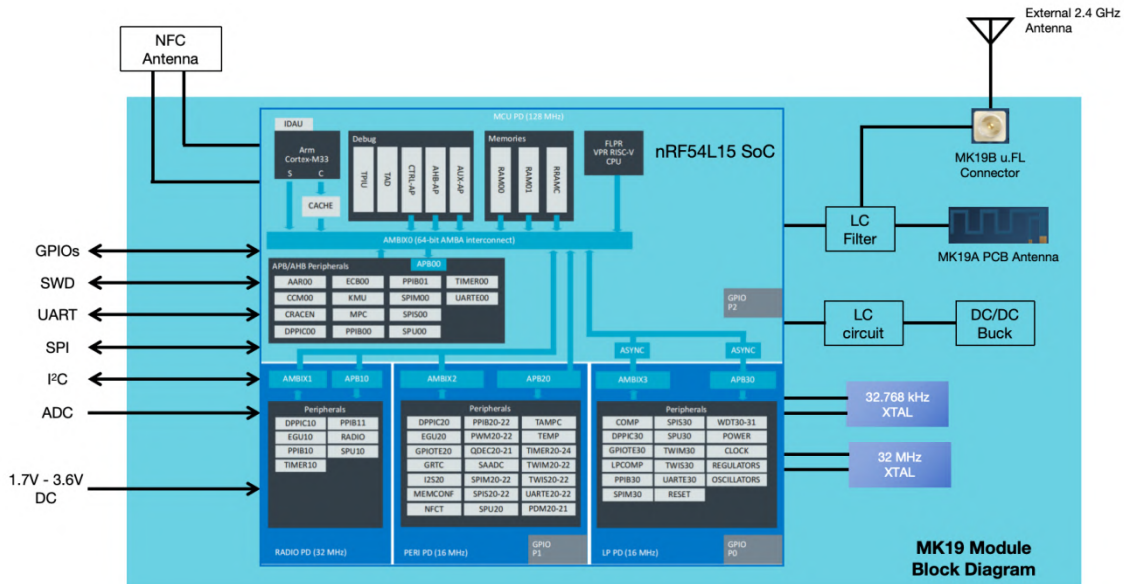 External 2.4 GHz
Antenna
NFC
Antenna
MCU PD (128 MHz)
IDAU
Arm
Cortex-M33
S C
CACHE
Debug
TPIU
TAD
CTRL-AP
AHB-AP
AUX-AP
Memories
RAM00
RAM01
RRAMC
FLPR
VPR RISC-V
CPU
nRF54L15 SoC
MK19B u.FL
Connector
LC
Filter
MK19A PCB Antenna
AMBIX0 (64-bit AMBA interconnect)
APB/AHB Peripherals
APB00
AAR00 ECB00 PPIB01 TIMER00
CCM00 KMU SPIM00 UARTE00
CRACEN MPC SPIS00
DPPIC00 PPIB00 SPU00
GPIO
P2
LC
circuit
DC/DC
Buck
GPIOs
SWD
UART
SPI
I²C
ADC
1.7V - 3.6V
DC
ASYNC
ASYNC
AMBIX1 APB10
Peripherals
DPPIC10 PPIB11
EGU10 RADIO
PPIB10 SPU10
TIMER10
RADIO PD (32 MHz)
AMBIX2 APB20
Peripherals
DPPIC20 PPIB20-22 TAMPC
EGU20 PWM20-22 TEMP
GPIOTE20 QDEC20-21 TIMER20-24
GRTC SAADC TWIM20-22
I2S20 SPIM20-22 TWIS20-22
MEMCONF SPIS20-22 UARTE20-22
NFCT SPU20 PDM20-21
PERI PD (16 MHz)
GPIO
P1
AMBIX3 APB30
Peripherals
COMP SPIS30 WDT30-31
DPPIC30 SPU30 POWER
GPIOTE30 TWIM30 CLOCK
LPCOMP TWIS30 REGULATORS
PPIB30 UARTE30 OSCILLATORS
SPIM30 RESET
LP PD (16 MHz)
GPIO
P0
32.768 kHz
XTAL
32 MHz
XTAL
MK19 Module
Block Diagram